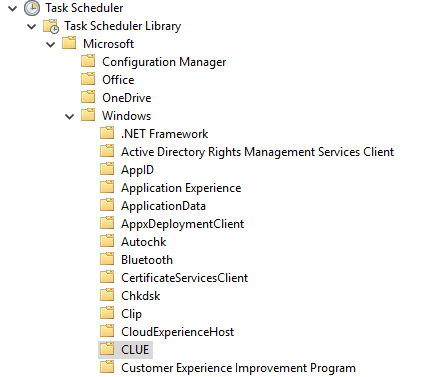 Task Scheduler
Task Scheduler Library
Microsoft
Configuration Manager
Office
OneDrive
Windows
.NET Framework
Active Directory Rights Management Services Client
AppID
Application Experience
ApplicationData
AppxDeploymentClient
Autochk
Bluetooth
CertificateServicesClient
Chkdsk
Clip
CloudExperienceHost
CLUE
Customer Experience Improvement Program